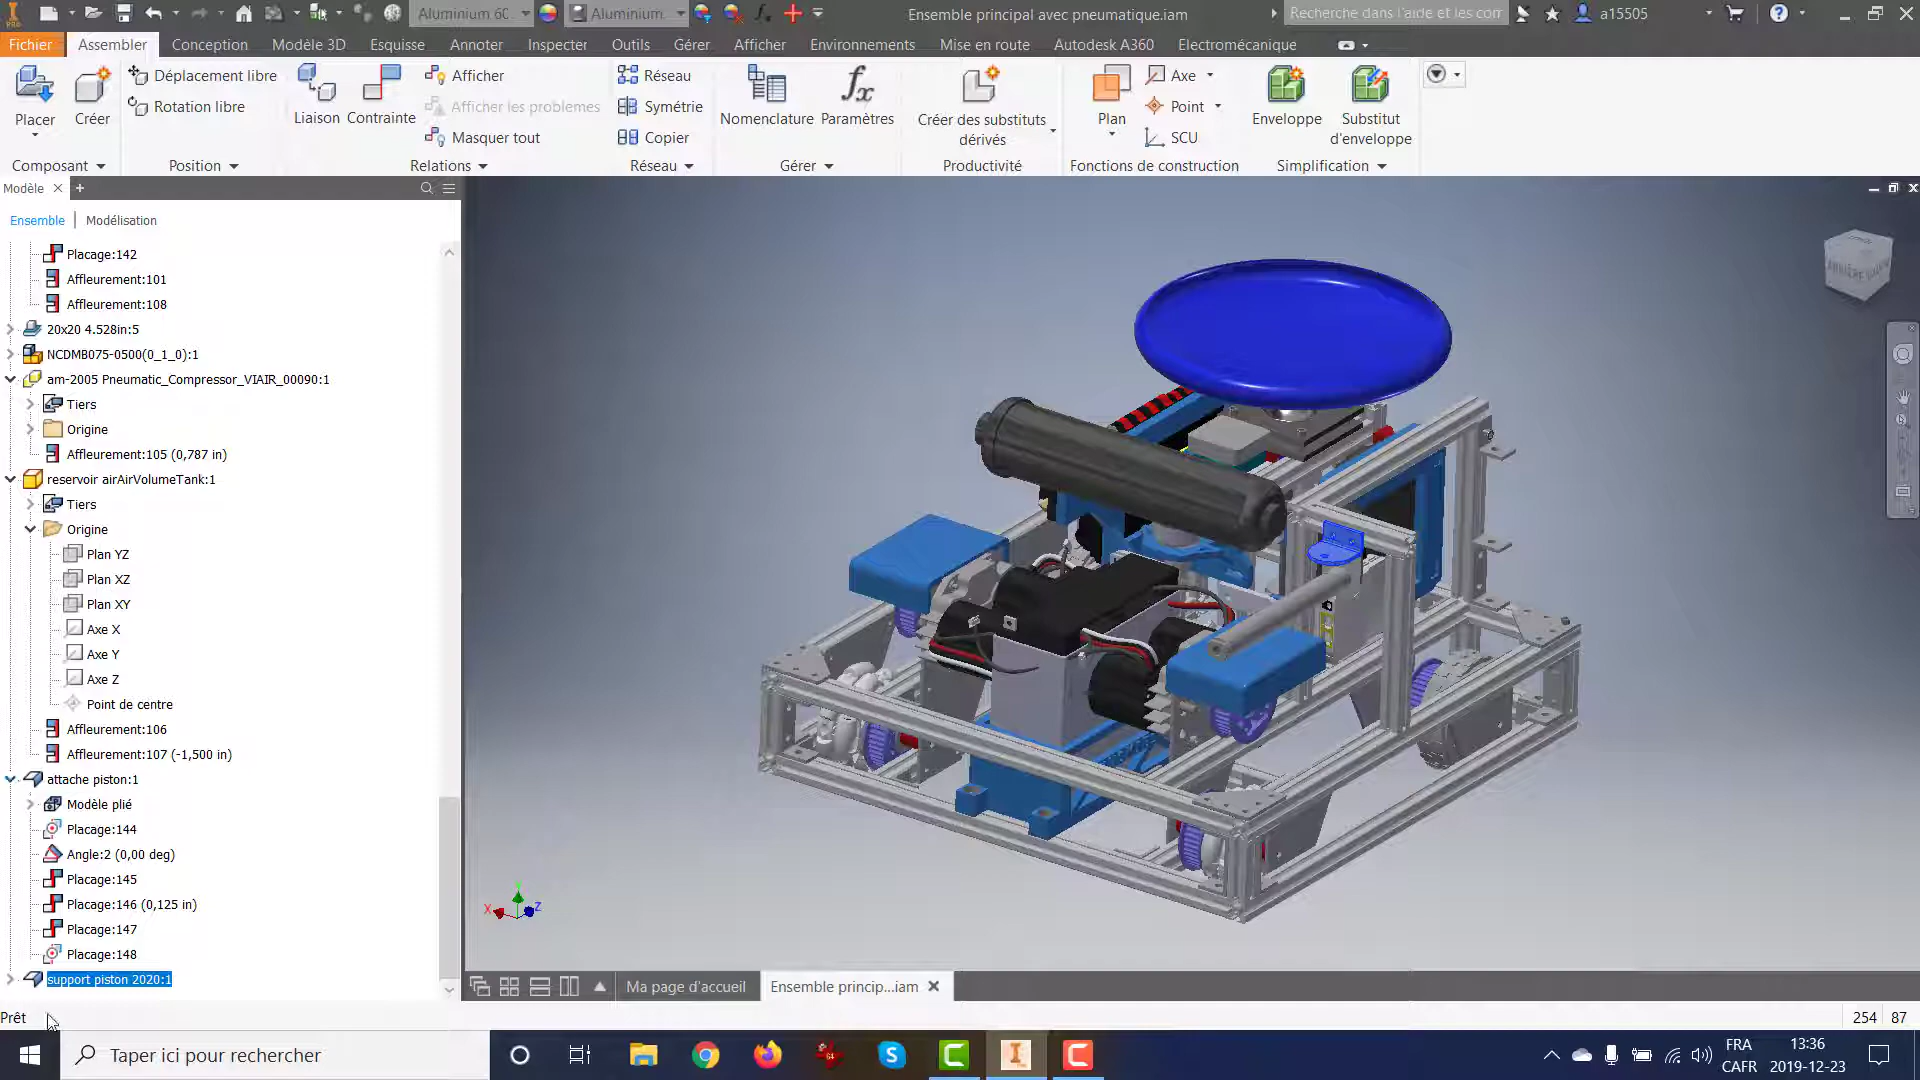 Aluminium 6C
Aluminium.
Ensemble principal avec pneumatique.iam
Recherche dans l'aide et les com
a15505
Fichier
Assembler
Conception
Modèle 3D
Esquisse
Annoter
Inspecter
Outils
Gérer
Afficher
Environnements
Mise en route
Autodesk A360
Electromécanique
Placer
Créer
Déplacement libre
Rotation libre
Liaison
Contrainte
Afficher
Afficher les problèmes
Masquer tout
Réseau
Symétrie
Copier
Nomenclature
Paramètres
Créer des substituts
dérivés
Plan
Axe
Point
SCU
Enveloppe
Substitut
d'enveloppe
Composant
Position
Relations
Réseau
Gérer
Productivité
Fonctions de construction
Simplification
Modèle
Ensemble
Modélisation
Placage:142
Affleurement:101
Affleurement:108
20x20 4.528in:5
NCDMB075-0500(0_1_0):1
am-2005 Pneumatic_Compressor_VIAIR_00090:1
Tiers
Origine
Affleurement:105 (0,787 in)
reservoir airAirVolumeTank:1
Tiers
Origine
Plan YZ
Plan XZ
Plan XY
Axe X
Axe Y
Axe Z
Point de centre
Affleurement:106
Affleurement:107 (-1,500 in)
attache piston:1
Modèle plié
Placage:144
Angle:2 (0,00 deg)
Placage:145
Placage:146 (0,125 in)
Placage:147
Placage:148
support piston 2020:1
X
Y
Z
Ma page d'accueil
Ensemble princip...iam
Prêt
254
87
Taper ici pour rechercher
FRA
CAFR
13:36
2019-12-23